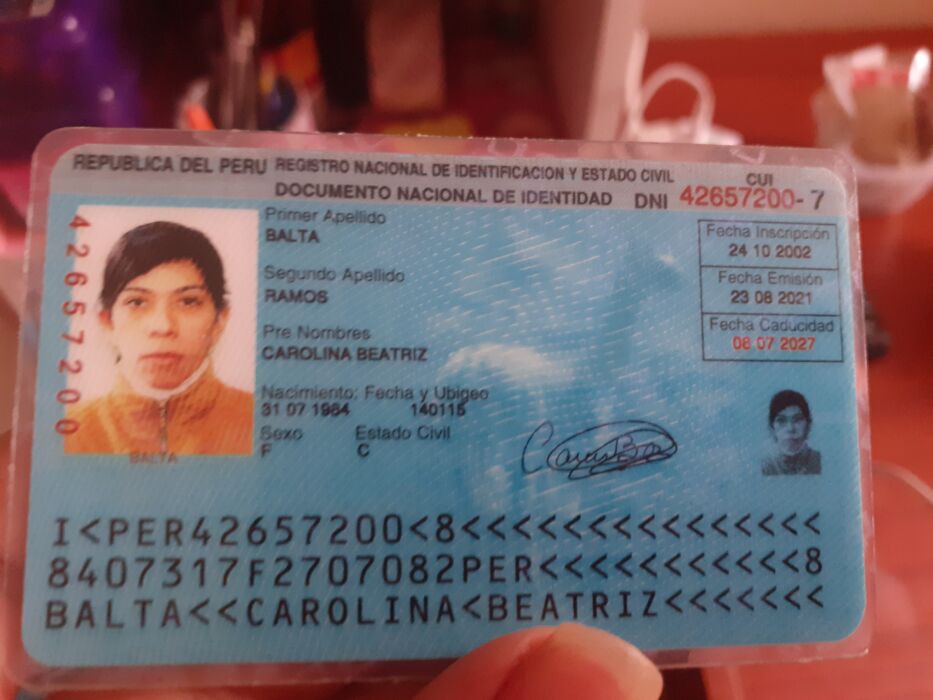 REPUBLICA DEL PERU REGISTRO NACIONAL DE IDENTIFICACION Y ESTADO CIVIL
DOCUMENTO NACIONAL DE IDENTIDAD
CUI
DNI 42657200-7
42657200
Primer Apellido
BALTA
Segundo Apellido
RAMOS
Pre Nombres
CAROLINA BEATRIZ
Nacimiento: Fecha y Ubigeo
31 07 1984 140115
Sexo Estado Civil
F C
Fecha Inscripción
24 10 2002
Fecha Emisión
23 08 2021
Fecha Caducidad
08 07 2027
BALTA
I<PER42657200<8<<<<<<<<<<<<<<<
8407317F2707082PER<<<<<<<<<<<8
BALTA<<CAROLINA<BEATRIZ<<<<<<<